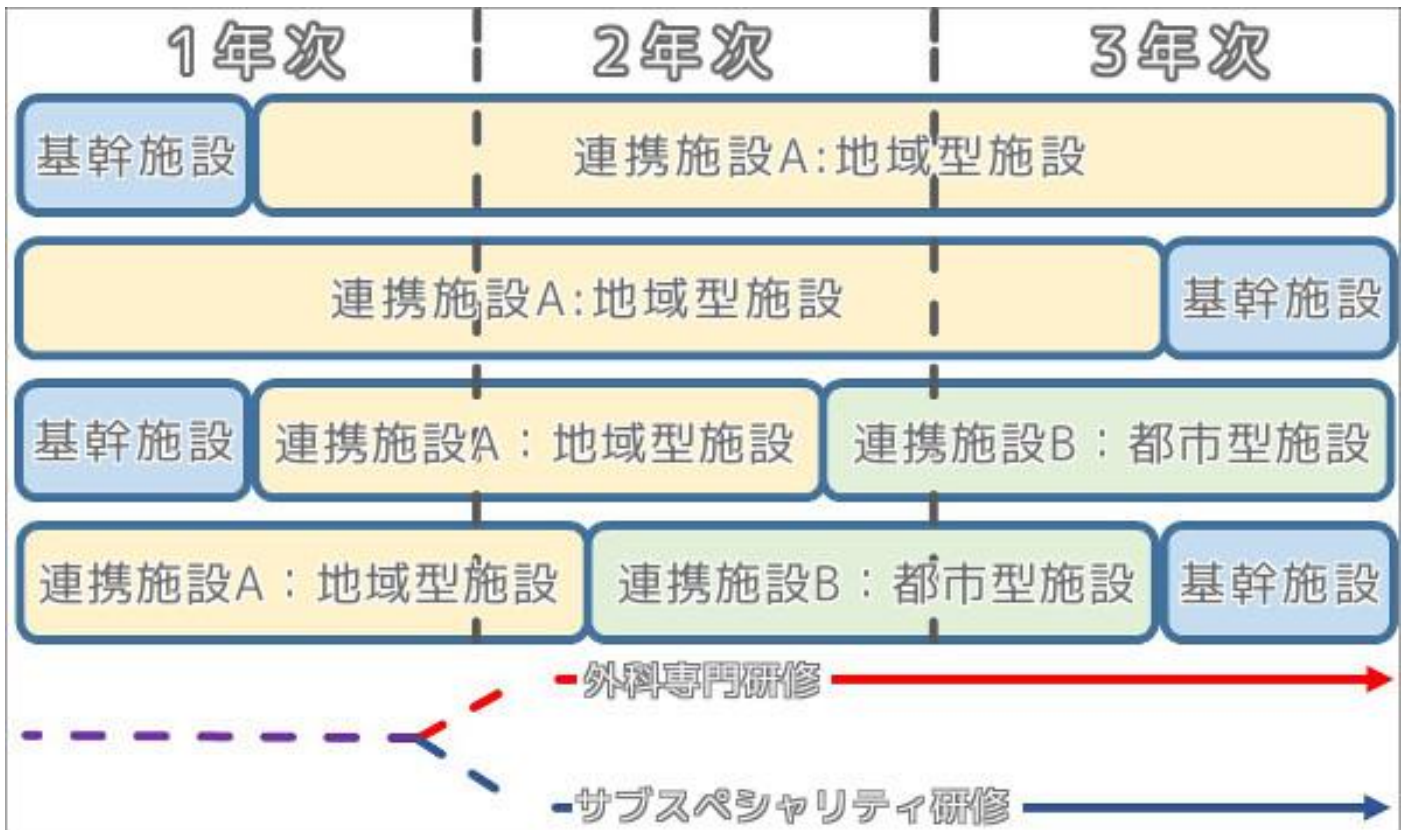 1年次 2年次 3年次
基幹施設 連携施設A:地域型施設
連携施設A:地域型施設 基幹施設
基幹施設 連携施設A：地域型施設 連携施設B：都市型施設
連携施設A：地域型施設 連携施設B：都市型施設 基幹施設
外科専門研修
サブスペシャリティ研修